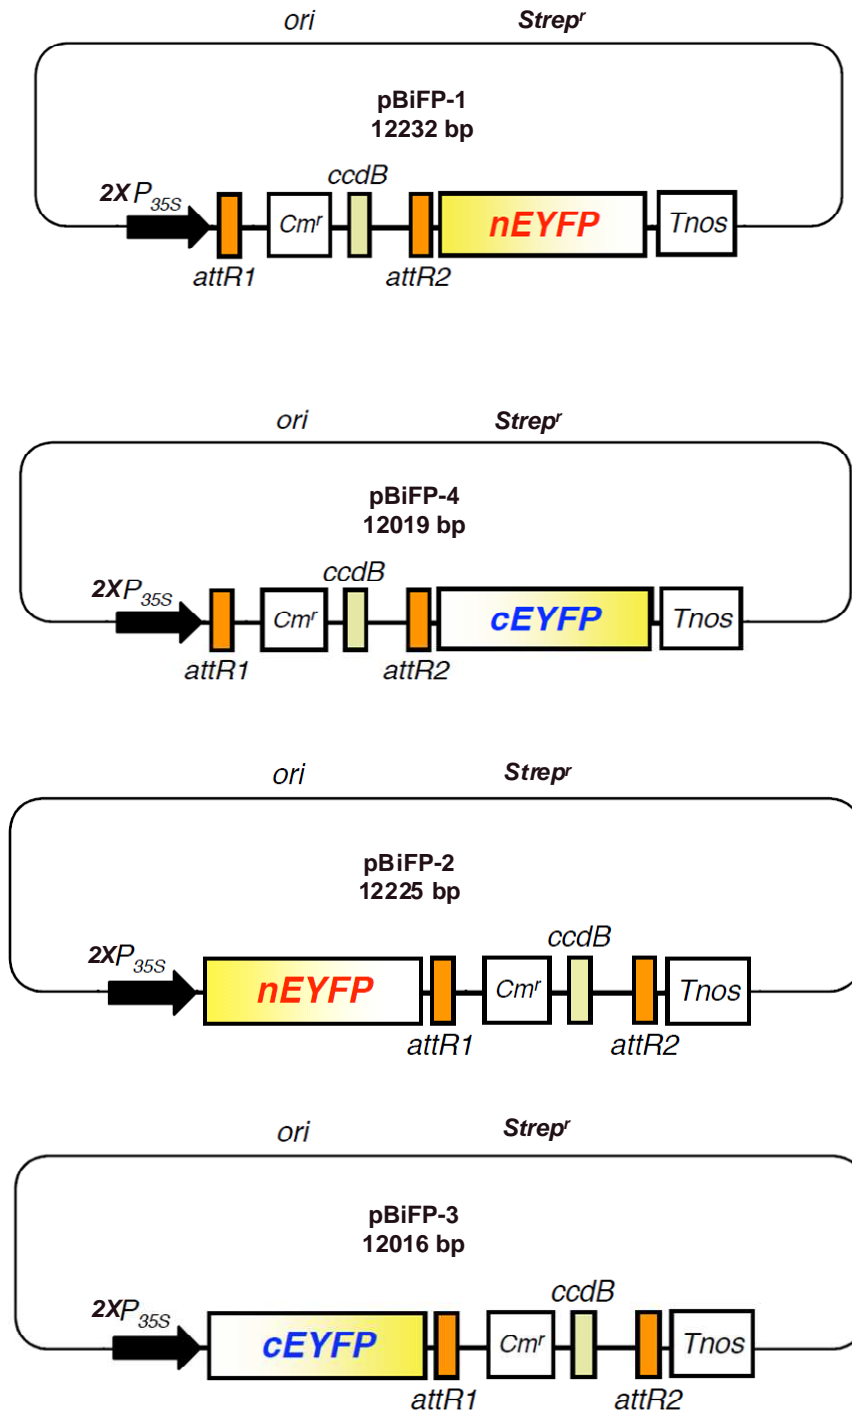 ori Strepʳ
pBiFP-1
12232 bp
2X P35S ccdB
Cmʳ nEYFP Tnos
attR1 attR2
ori Strepʳ
pBiFP-4
12019 bp
2XP35S ccdB
Cmʳ cEYFP Tnos
attR1 attR2
ori Strepʳ
pBiFP-2
12225 bp
2XP35S ccdB
nEYFP Cmʳ Tnos
attR1 attR2
ori Strepʳ
pBiFP-3
12016 bp
2XP35S ccdB
cEYFP Cmʳ Tnos
attR1 attR2